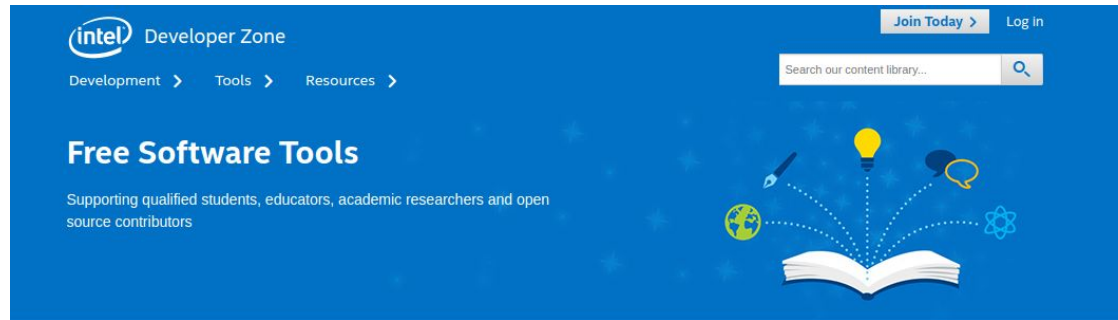 Join Today > Log in
intel Developer Zone
Search our content library...
Development > Tools > Resources >
Free Software Tools
Supporting qualified students, educators, academic researchers and open
source contributors